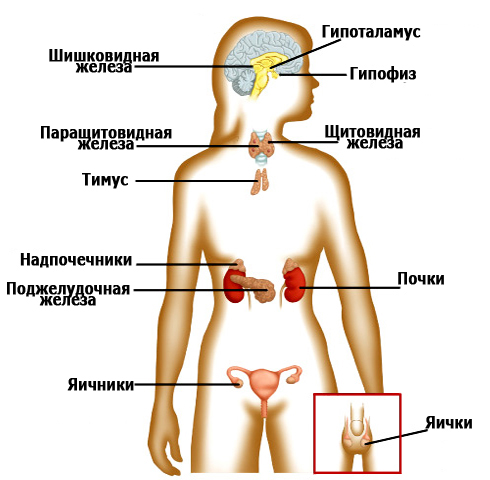 Гипоталамус
Шишковидная
железа
Гипофиз
Паращитовидная
железа
Щитовидная
железа
Тимус
Надпочечники
Поджелудочная
железа
Почки
Яичники
Яички